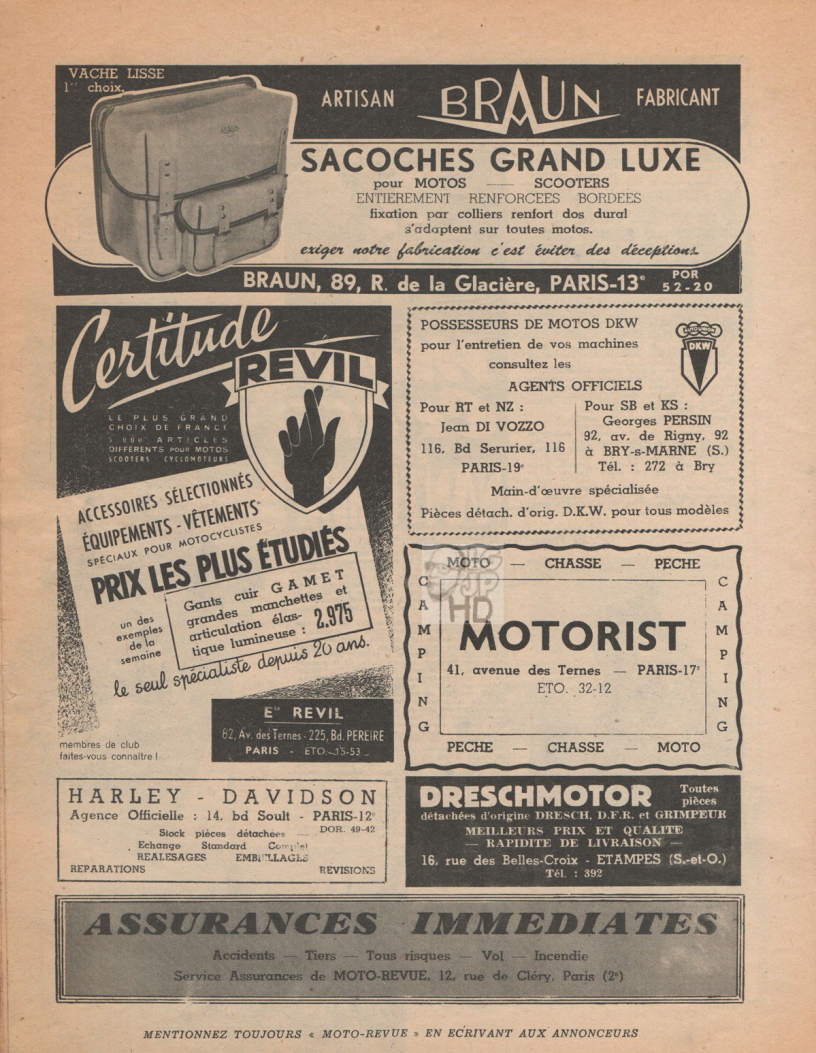 VACHE LISSE
1er choix.
ARTISAN BRAUN FABRICANT
SACOCHES GRAND LUXE
pour MOTOS — SCOOTERS
ENTIEREMENT RENFORCEES BORDEES
fixation par colliers renfort dos dural
s'adaptent sur toutes motos.
exiger notre fabrication c'est éviter des déceptions.
BRAUN, 89, R. de la Glacière, PARIS-13e POR 52-20
Certitude
REVIL
LE PLUS GRAND
CHOIX DE FRANCE
5 000 ARTICLES
DIFFÉRENTS POUR MOTOS
SCOOTERS CYCLOMOTEURS
ACCESSOIRES SÉLECTIONNÉS
ÉQUIPEMENTS - VÊTEMENTS
SPÉCIAUX POUR MOTOCYCLISTES
PRIX LES PLUS ÉTUDIÉS
un des
exemples
de la
semaine
Gants cuir GAMET
grandes manchettes et
articulation élas-
tique lumineuse : 2.975
le seul spécialiste depuis 20 ans.
Ets REVIL
82, Av. des Ternes - 225, Bd. PEREIRE
PARIS - ETO. 15-53
membres de club
faites-vous connaître !
POSSESSEURS DE MOTOS DKW
pour l'entretien de vos machines
consultez les
AGENTS OFFICIELS
AUTO UNION
DKW
Pour RT et NZ :
Jean DI VOZZO
116, Bd Serurier, 116
PARIS-19e
Pour SB et KS :
Georges PERSIN
92, av. de Rigny, 92
à BRY-s-MARNE (S.)
Tél. : 272 à Bry
Main-d'œuvre spécialisée
Pièces détach. d'orig. D.K.W. pour tous modèles
MOTO — CHASSE — PECHE
CAMPING
MOTORIST
41, avenue des Ternes — PARIS-17e
ETO. 32-12
CAMPING
PECHE — CHASSE — MOTO
HD
HARLEY - DAVIDSON
Agence Officielle : 14, bd Soult - PARIS-12e
Stock pièces détachées — DOR. 49-42
Echange Standard Complet
REALESAGES EMBIELLAGES
REPARATIONS REVISIONS
DRESCHMOTOR Toutes pièces
détachées d'origine DRESCH, D.F.R. et GRIMPEUR
MEILLEURS PRIX ET QUALITE
— RAPIDITE DE LIVRAISON —
16, rue des Belles-Croix - ETAMPES (S.-et-O.)
Tél. : 392
ASSURANCES IMMEDIATES
Accidents — Tiers — Tous risques — Vol — Incendie
Service Assurances de MOTO-REVUE, 12, rue de Cléry, Paris (2e)
MENTIONNEZ TOUJOURS « MOTO-REVUE » EN ECRIVANT AUX ANNONCEURS